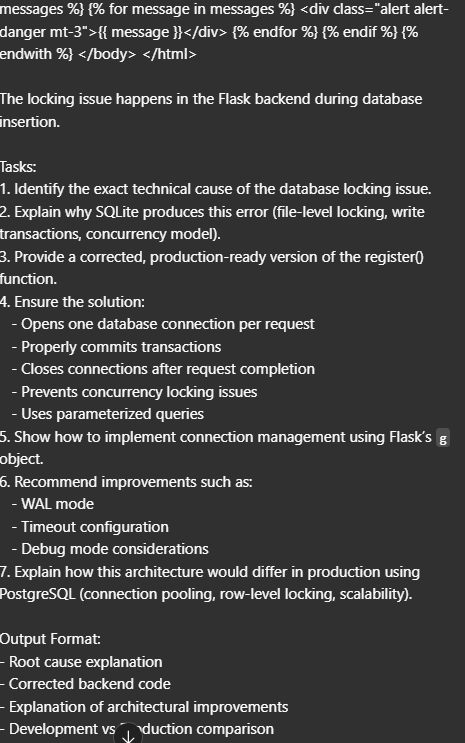 messages %} {% for message in messages %} <div class="alert alert-
danger mt-3">{{ message }}</div> {% endfor %} {% endif %} {%
endwith %} </body> </html>
The locking issue happens in the Flask backend during database
insertion.
Tasks:
1. Identify the exact technical cause of the database locking issue.
2. Explain why SQLite produces this error (file-level locking, write
transactions, concurrency model).
3. Provide a corrected, production-ready version of the register()
function.
4. Ensure the solution:
- Opens one database connection per request
- Properly commits transactions
- Closes connections after request completion
- Prevents concurrency locking issues
- Uses parameterized queries
5. Show how to implement connection management using Flask's g
object.
6. Recommend improvements such as:
- WAL mode
- Timeout configuration
- Debug mode considerations
7. Explain how this architecture would differ in production using
PostgreSQL (connection pooling, row-level locking, scalability).
Output Format:
- Root cause explanation
- Corrected backend code
- Explanation of architectural improvements
- Development vs comparison